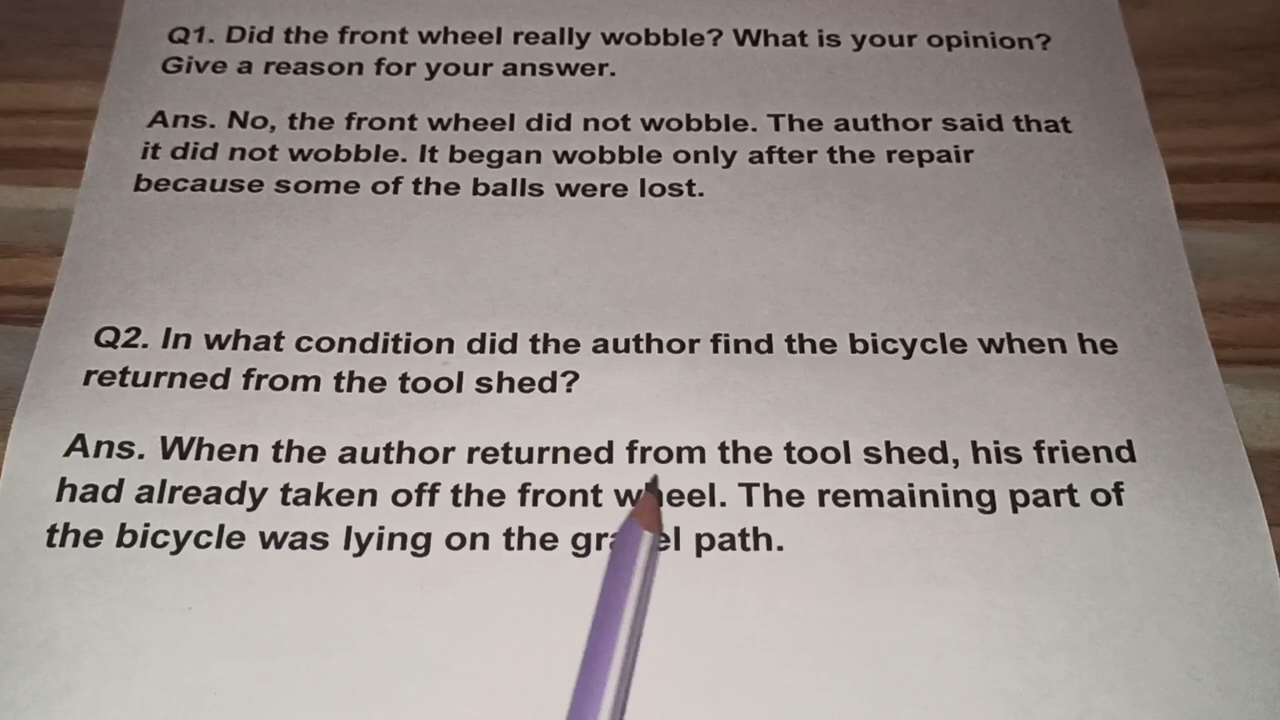 Q1. Did the front wheel really wobble? What is your opinion?
Give a reason for your answer.
Ans. No, the front wheel did not wobble. The author said that
it did not wobble. It began wobble only after the repair
because some of the balls were lost.
Q2. In what condition did the author find the bicycle when he
returned from the tool shed?
Ans. When the author returned from the tool shed, his friend
had already taken off the front wheel. The remaining part of
the bicycle was lying on the gravel path.